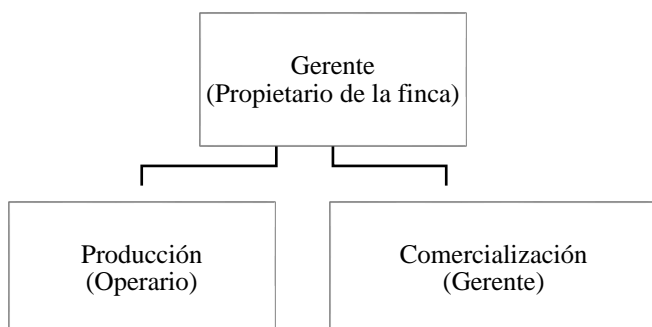 Gerente
(Propietario de la finca)
Producción
(Operario)
Comercialización
(Gerente)